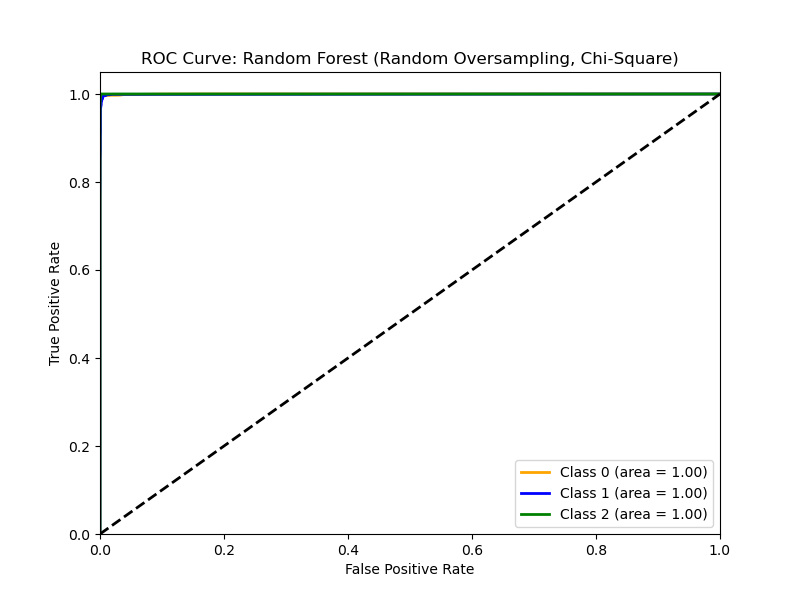 ROC Curve: Random Forest (Random Oversampling, Chi-Square)
True Positive Rate
1.0
0.8
0.6
0.4
0.2
0.0
0.0 0.2 0.4 0.6 0.8 1.0
False Positive Rate
Class 0 (area = 1.00)
Class 1 (area = 1.00)
Class 2 (area = 1.00)